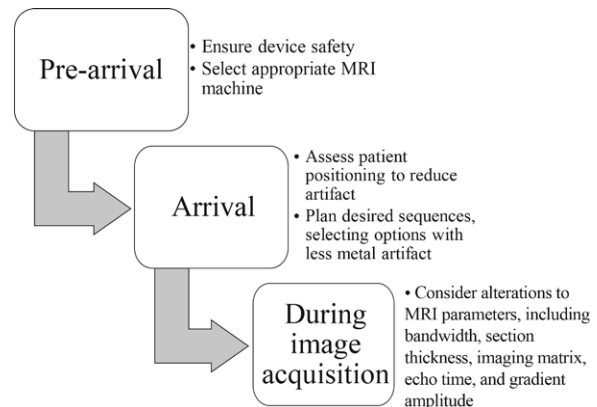 Pre-arrival
• Ensure device safety
• Select appropriate MRI
machine
Arrival
• Assess patient
positioning to reduce
artifact
• Plan desired sequences,
selecting options with
less metal artifact
During
image
acquisition
• Consider alterations to
MRI parameters, including
bandwidth, section
thickness, imaging matrix,
echo time, and gradient
amplitude